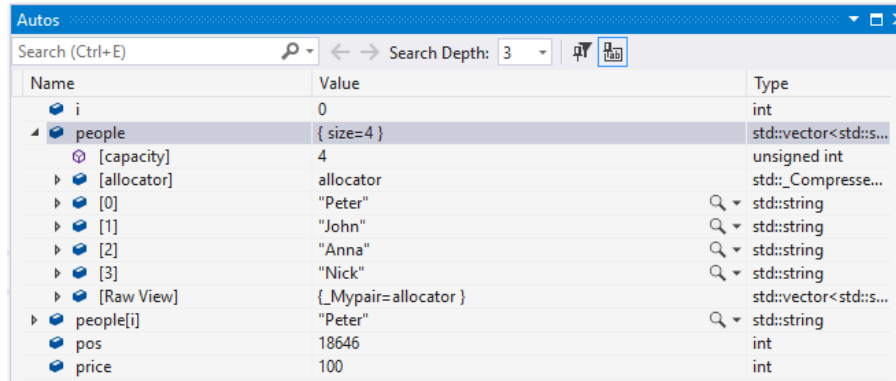 Autos
Search (Ctrl+E) Search Depth: 3
Name Value Type
i 0 int
people { size=4 } std::vector<std::s...
[capacity] 4 unsigned int
[allocator] allocator std::_Compresse...
[0] "Peter" std::string
[1] "John" std::string
[2] "Anna" std::string
[3] "Nick" std::string
[Raw View] {_Mypair=allocator } std::vector<std::s...
people[i] "Peter" std::string
pos 18646 int
price 100 int